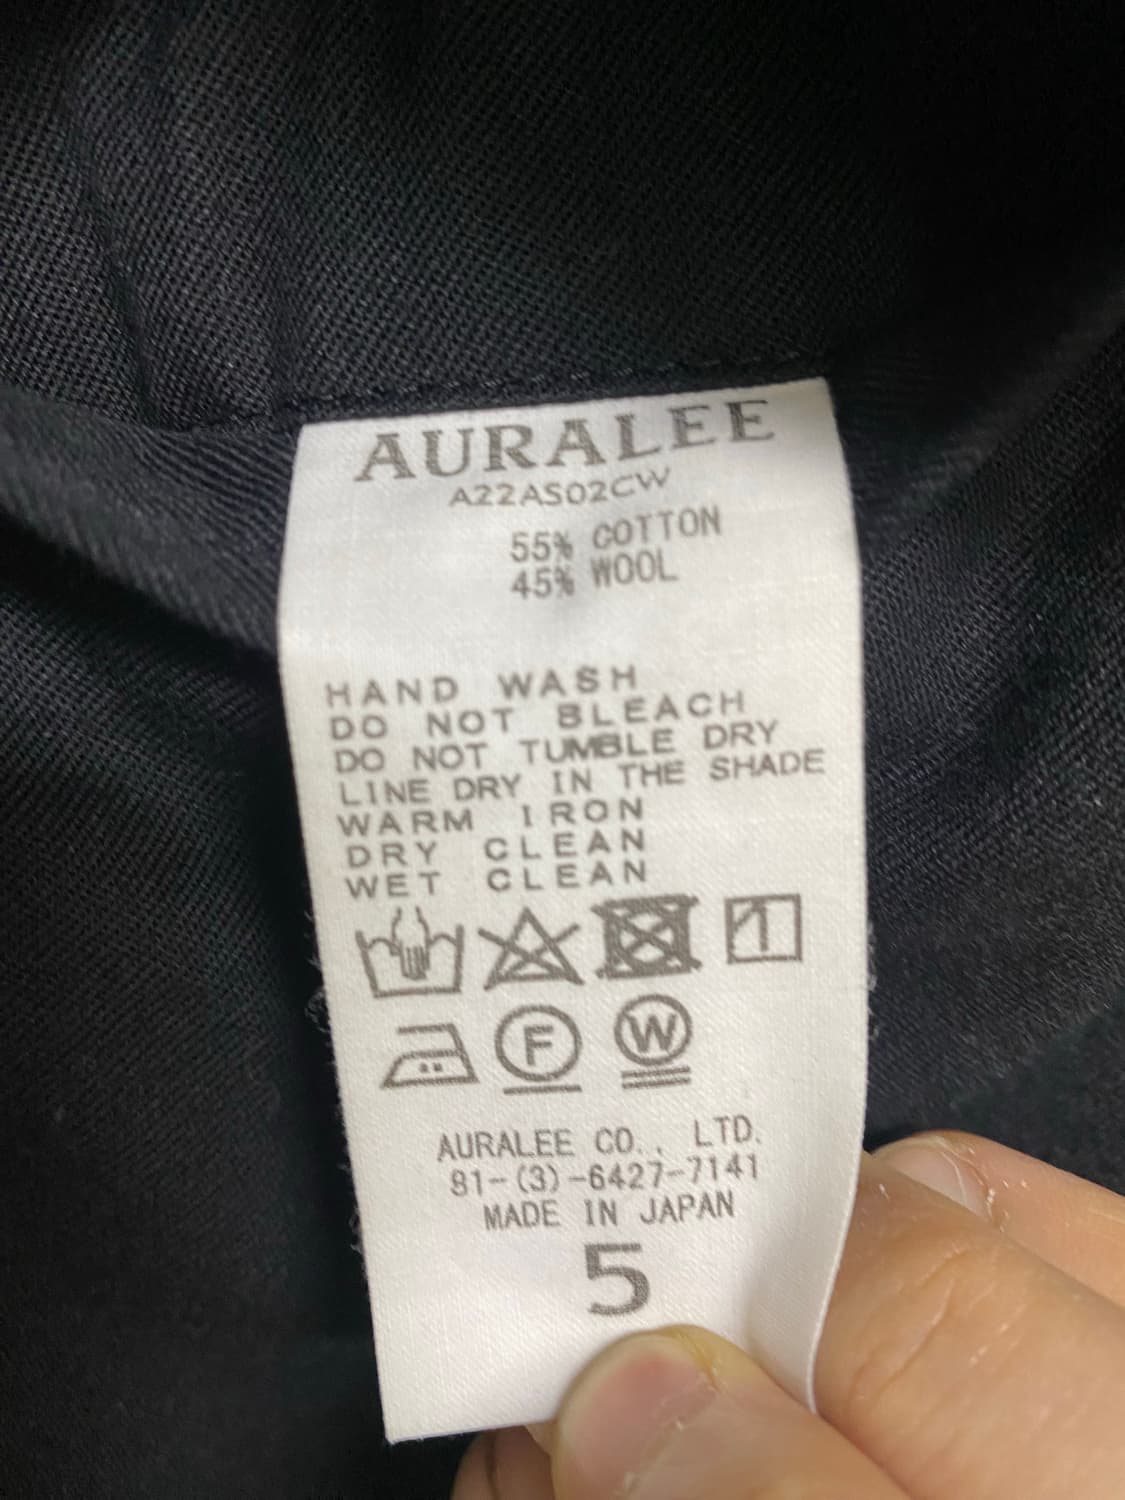 AURALEE
A22AS02CW
55% COTTON
45% WOOL
HAND WASH
DO NOT BLEACH
DO NOT TUMBLE DRY
LINE DRY IN THE SHADE
WARM IRON
DRY CLEAN
WET CLEAN
F W
AURALEE CO., LTD.
81-(3)-6427-7141
MADE IN JAPAN
5